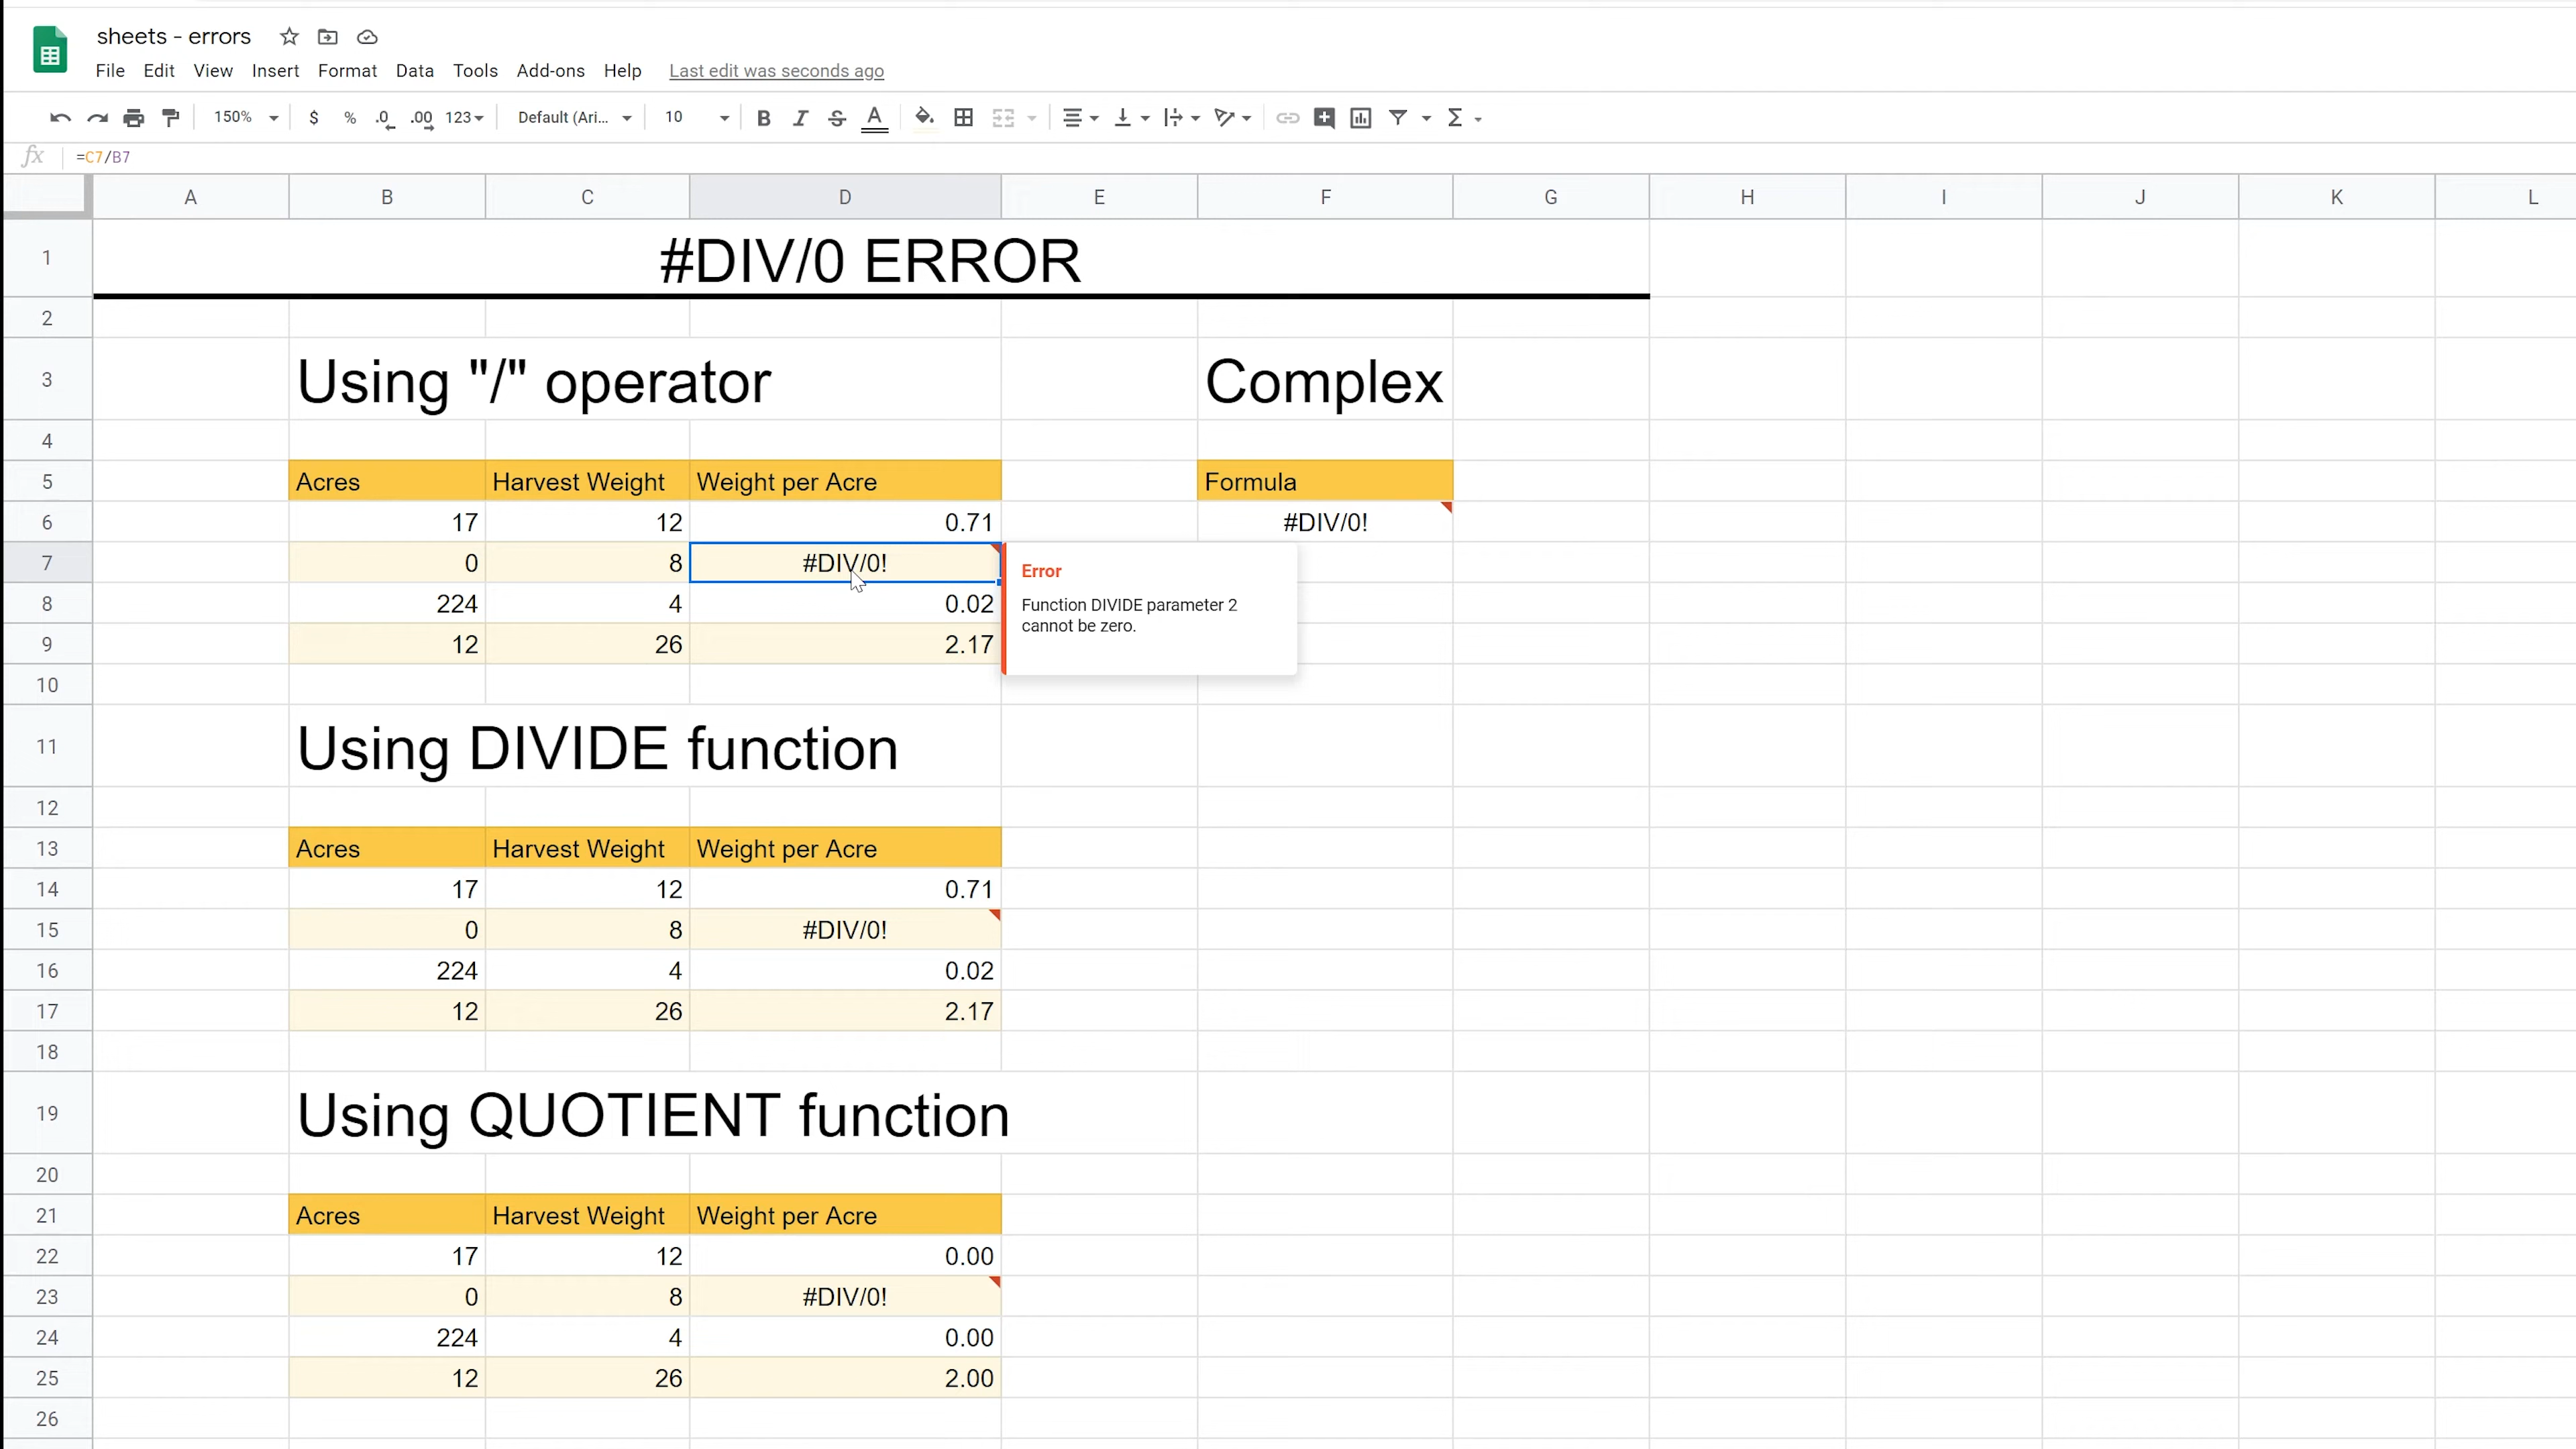 sheets - errors
File Edit View Insert Format Data Tools Add-ons Help Last edit was seconds ago
150% $ % .0 .00 123 Default (Ari... 10 B I S A
fx =C7/B7
A B C D E F G H I J K L
1 #DIV/0 ERROR
2
3 Using "/" operator Complex
4
5 Acres Harvest Weight Weight per Acre Formula
6 17 12 0.71 #DIV/0!
7 0 8 #DIV/0!
Error
8 224 4 0.02
Function DIVIDE parameter 2
cannot be zero.
9 12 26 2.17
10
11 Using DIVIDE function
12
13 Acres Harvest Weight Weight per Acre
14 17 12 0.71
15 0 8 #DIV/0!
16 224 4 0.02
17 12 26 2.17
18
19 Using QUOTIENT function
20
21 Acres Harvest Weight Weight per Acre
22 17 12 0.00
23 0 8 #DIV/0!
24 224 4 0.00
25 12 26 2.00
26